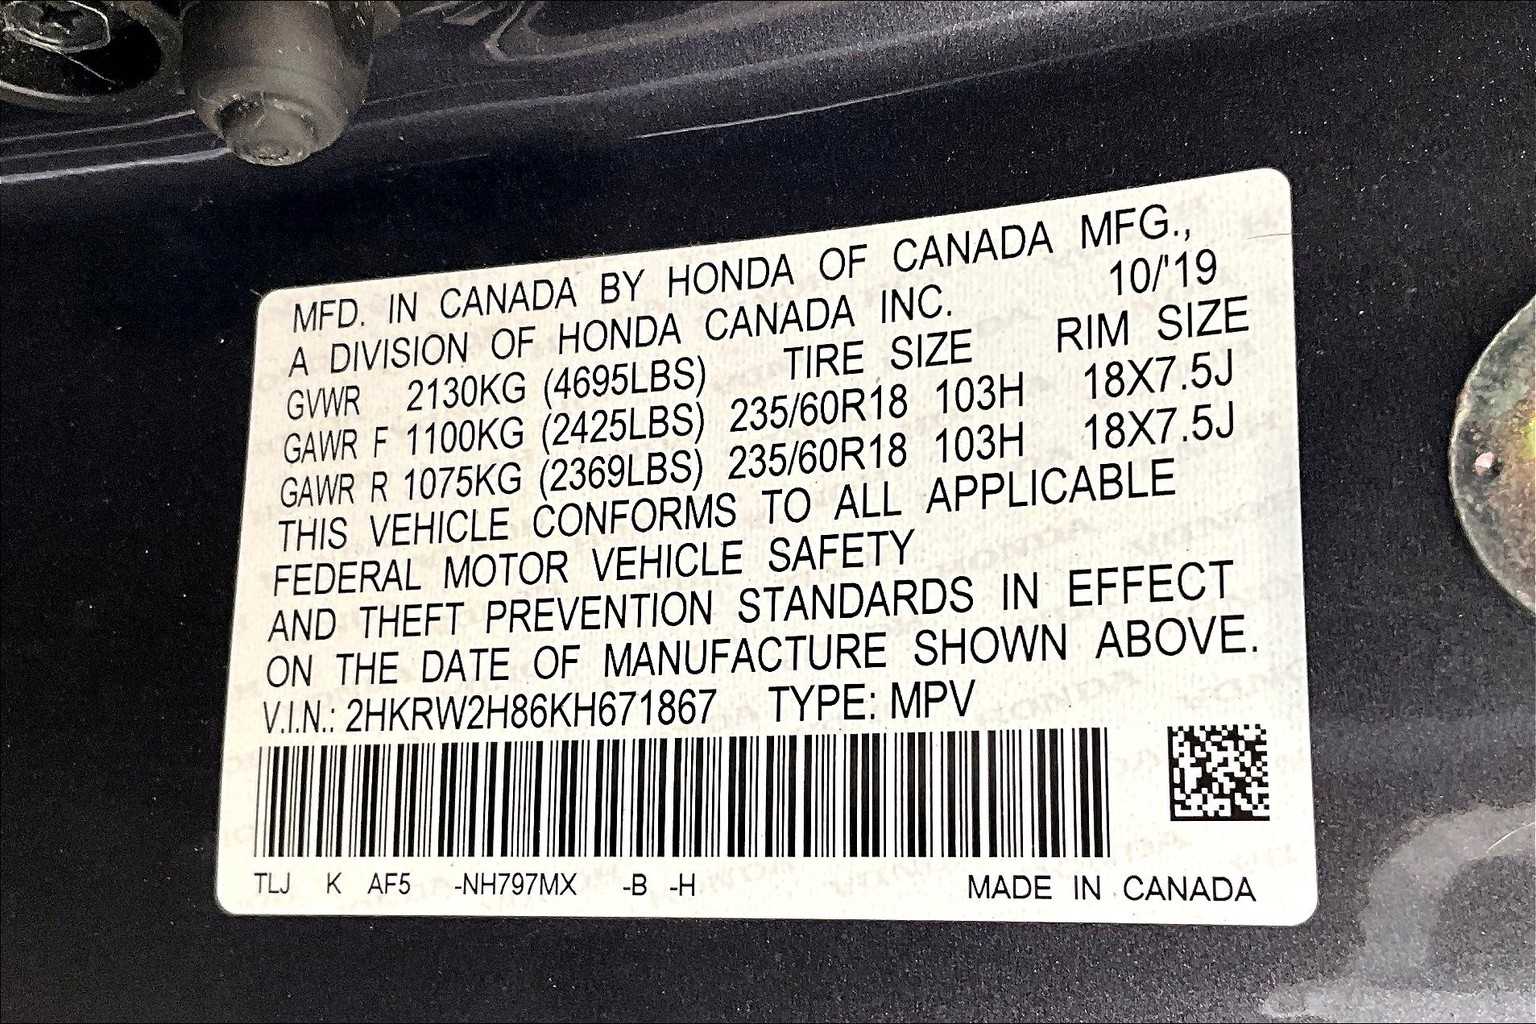 MFD. IN CANADA BY HONDA OF CANADA MFG.,
A DIVISION OF HONDA CANADA INC. 10/'19
GVWR 2130KG (4695LBS) TIRE SIZE RIM SIZE
GAWR F 1100KG (2425LBS) 235/60R18 103H 18X7.5J
GAWR R 1075KG (2369LBS) 235/60R18 103H 18X7.5J
THIS VEHICLE CONFORMS TO ALL APPLICABLE
FEDERAL MOTOR VEHICLE SAFETY
AND THEFT PREVENTION STANDARDS IN EFFECT
ON THE DATE OF MANUFACTURE SHOWN ABOVE.
V.I.N.: 2HKRW2H86KH671867 TYPE: MPV
TLJ K AF5 -NH797MX -B -H MADE IN CANADA